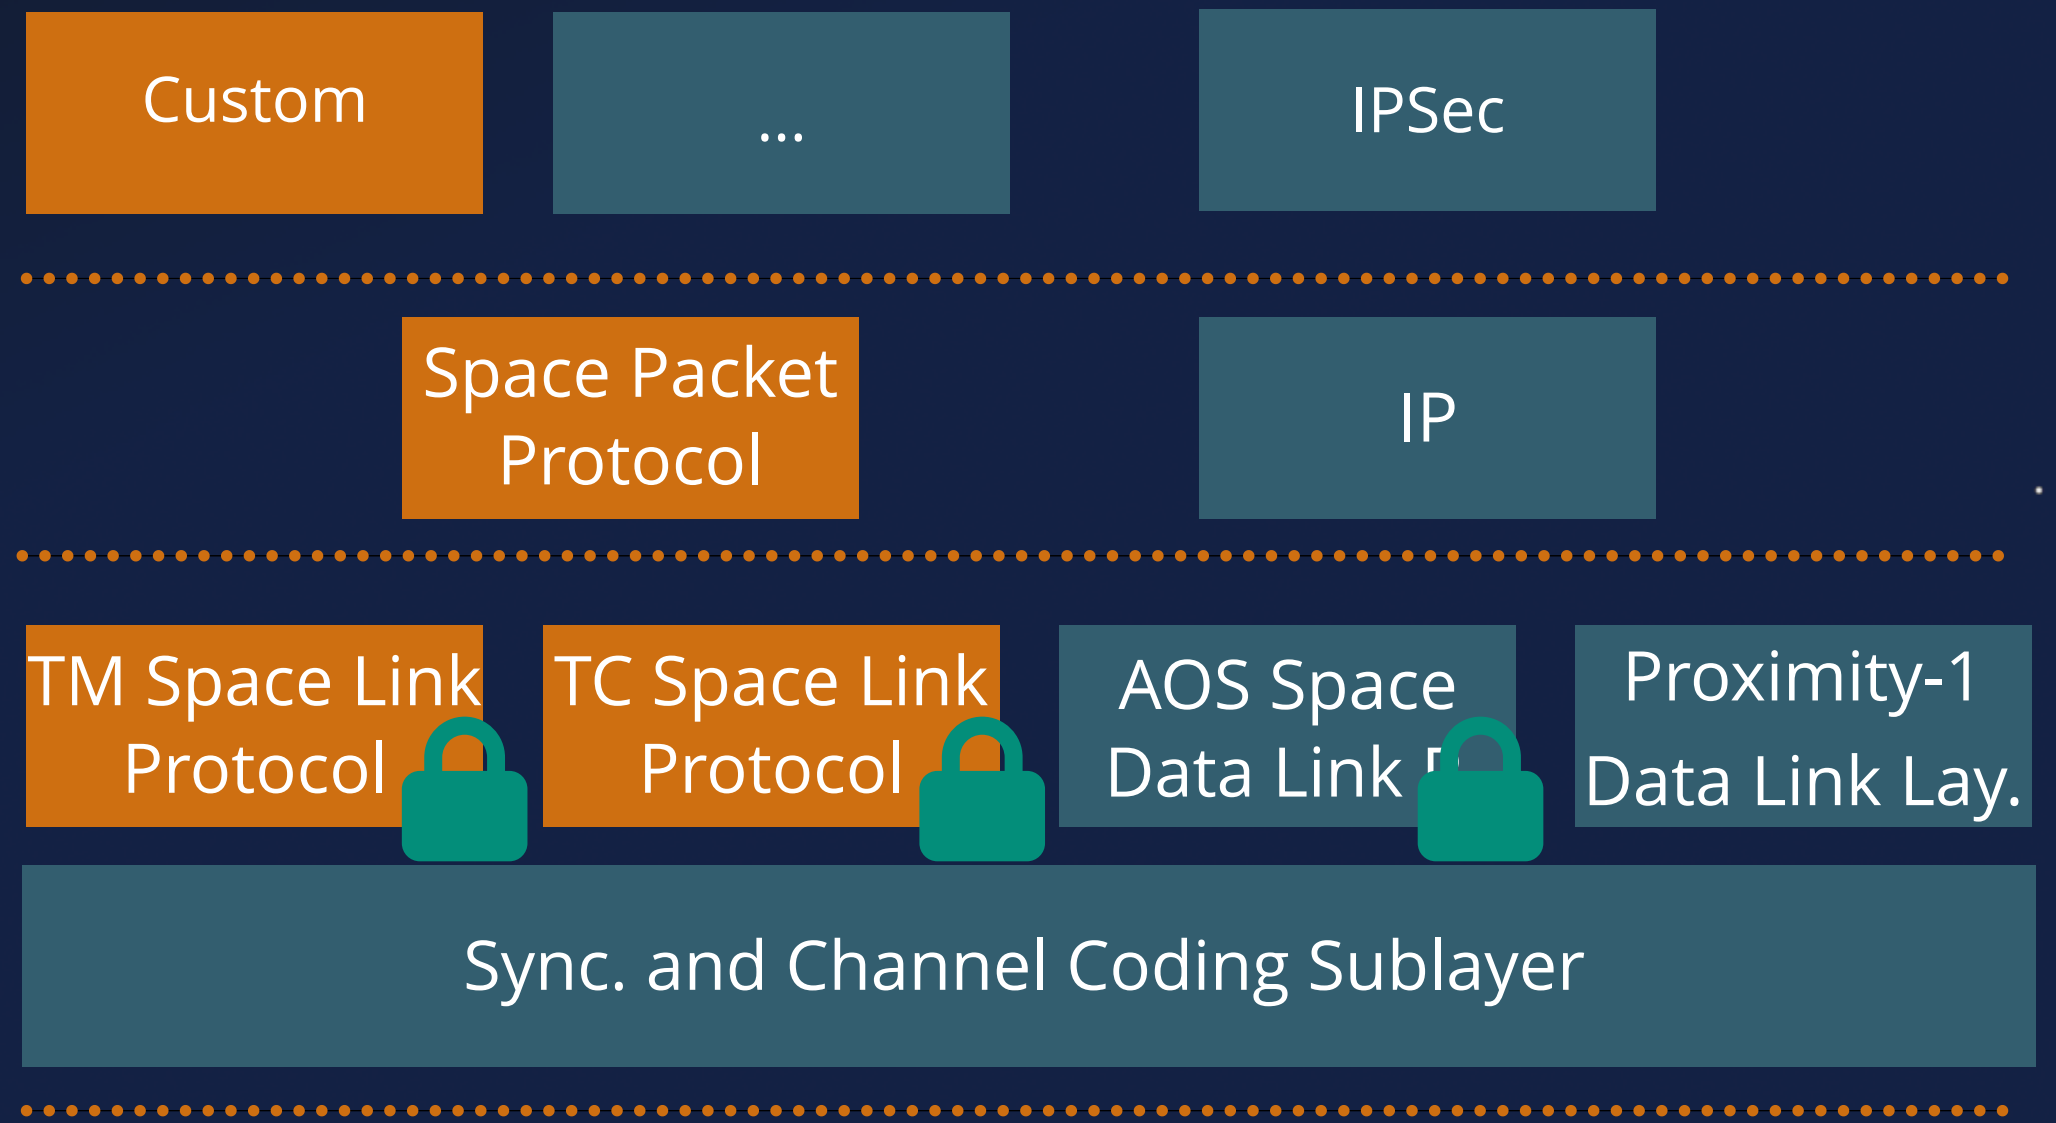 Custom
...
IPSec
Space Packet
Protocol
IP
TM Space Link
Protocol
TC Space Link
Protocol
AOS Space
Data Link
Proximity-1
Data Link Lay.
Sync. and Channel Coding Sublayer